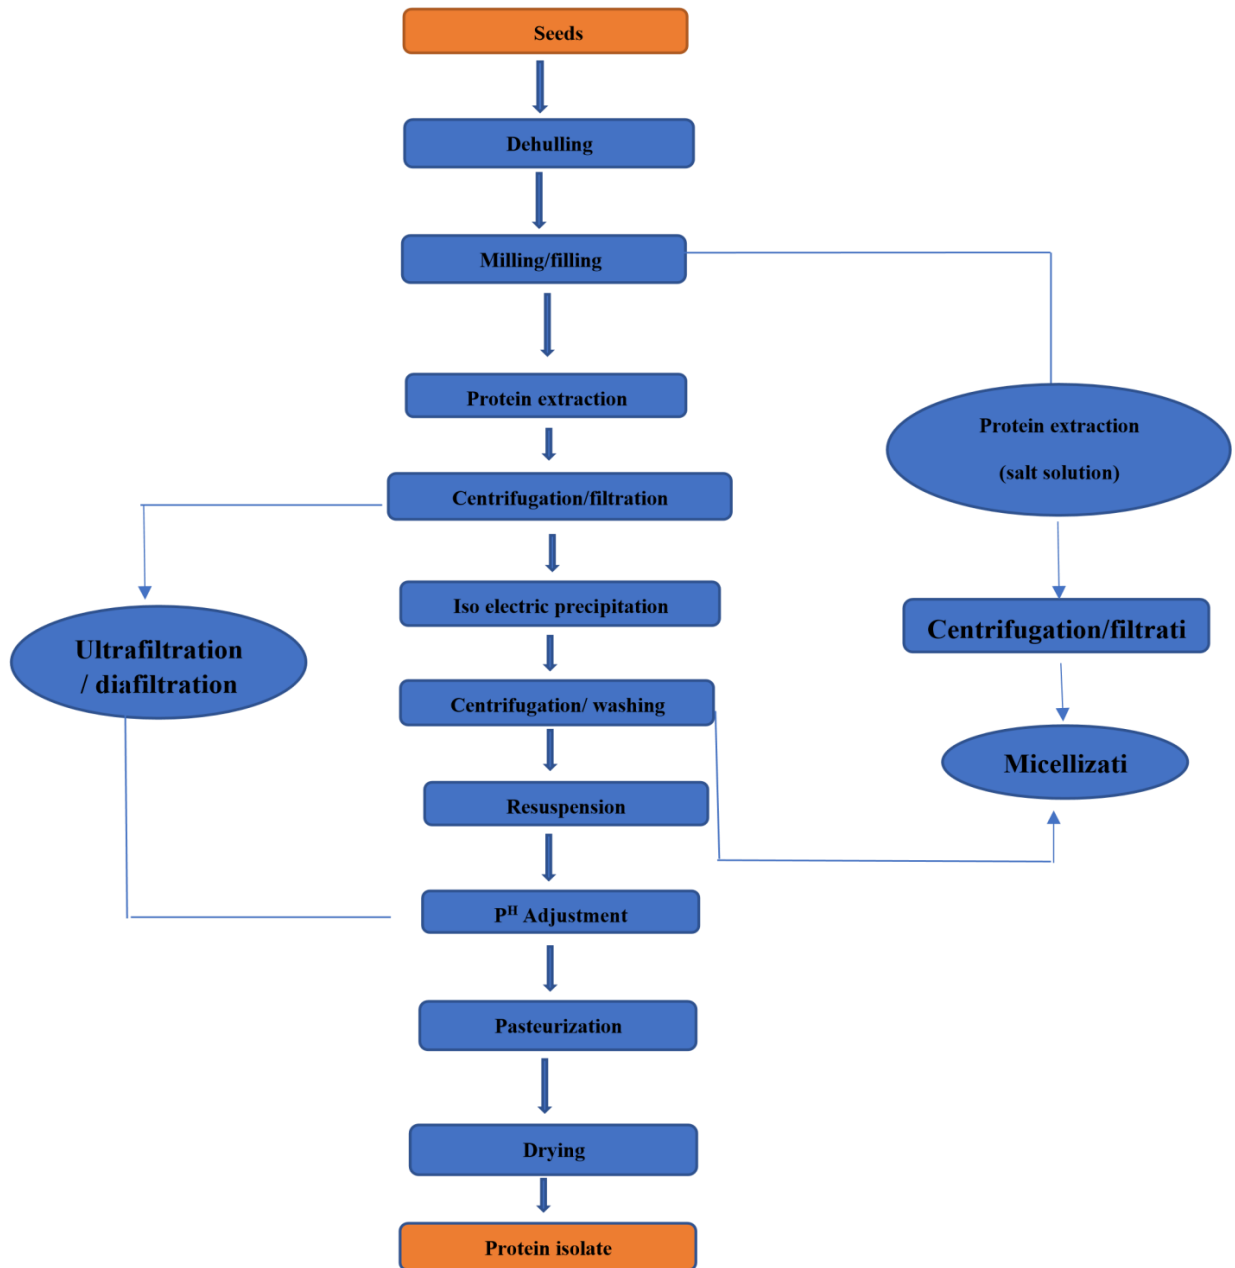 Seeds
Dehulling
Milling/filling
Protein extraction
Protein extraction
(salt solution)
Centrifugation/filtration
Iso electric precipitation
Ultrafiltration
/ diafiltration
Centrifugation/filtrati
Centrifugation/ washing
Micellizati
Resuspension
Pᴴ Adjustment
Pasteurization
Drying
Protein isolate